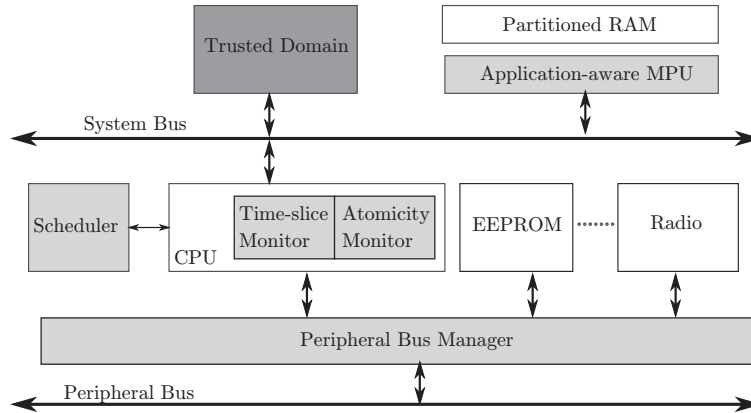 Trusted Domain
Partitioned RAM
Application-aware MPU
System Bus
Scheduler
CPU
Time-slice
Monitor
Atomicity
Monitor
EEPROM
Radio
Peripheral Bus Manager
Peripheral Bus